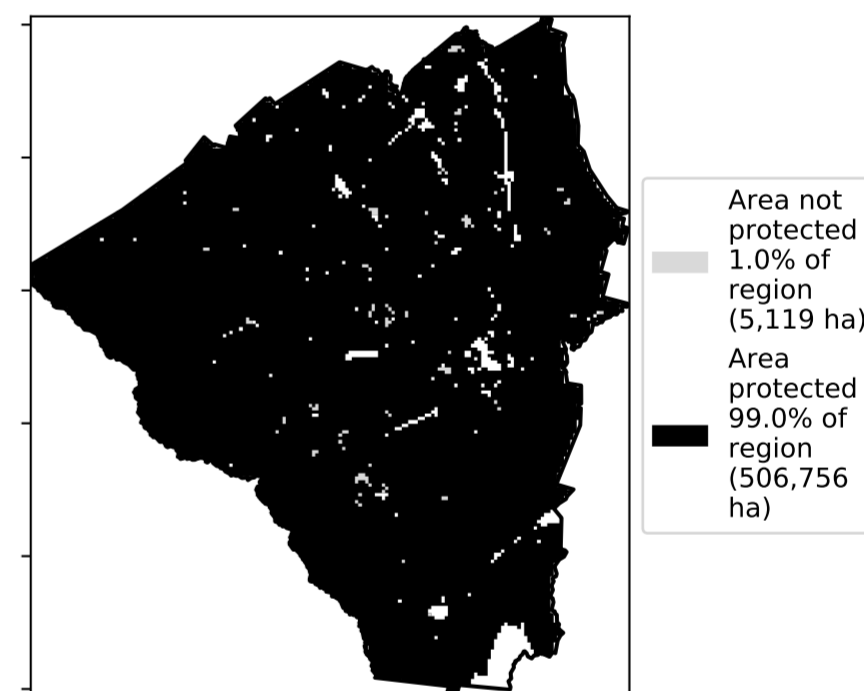 Area not
protected
1.0% of
region
(5,119 ha)
Area
protected
99.0% of
region
(506,756
ha)